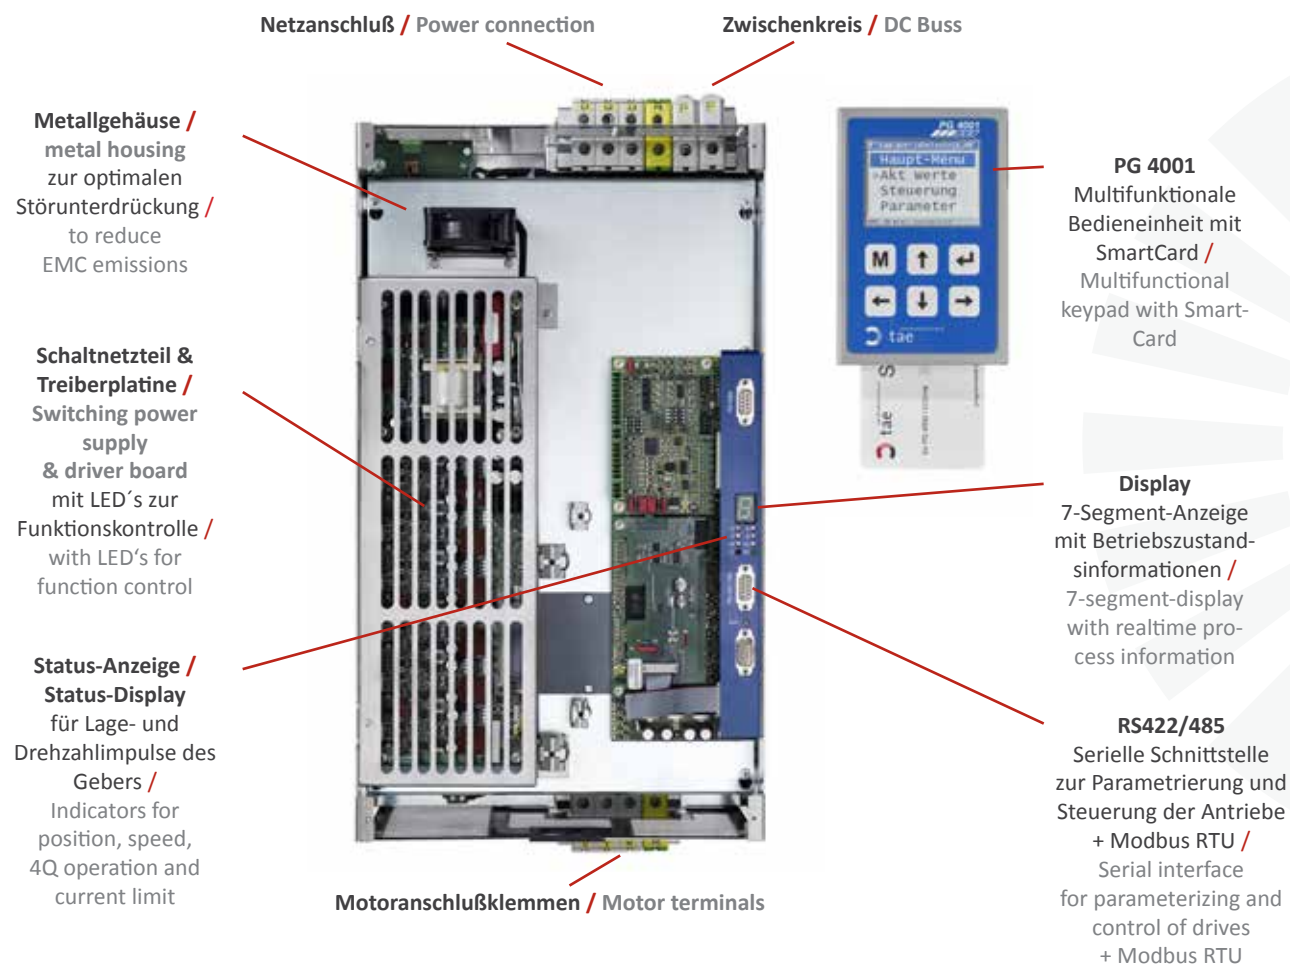 Netzanschluß / Power connection
Zwischenkreis / DC Buss
Metallgehäuse /
metal housing
zur optimalen
Störunterdrückung /
to reduce
EMC emissions
Schaltnetzteil &
Treiberplatine /
Switching power
supply
& driver board
mit LED´s zur
Funktionskontrolle /
with LED‘s for
function control
Status-Anzeige /
Status-Display
für Lage- und
Drehzahlimpulse des
Gebers /
Indicators for
position, speed,
4Q operation and
current limit
Motoranschlußklemmen / Motor terminals
PG 4001
Haupt-Menu
Akt Werte
Steuerung
Parameter
M
tae
tae
S
PG 4001
Multifunktionale
Bedieneinheit mit
SmartCard /
Multifunctional
keypad with Smart-
Card
Display
7-Segment-Anzeige
mit Betriebszustand-
sinformationen /
7-segment-display
with realtime pro-
cess information
RS422/485
Serielle Schnittstelle
zur Parametrierung und
Steuerung der Antriebe
+ Modbus RTU /
Serial interface
for parameterizing and
control of drives
+ Modbus RTU